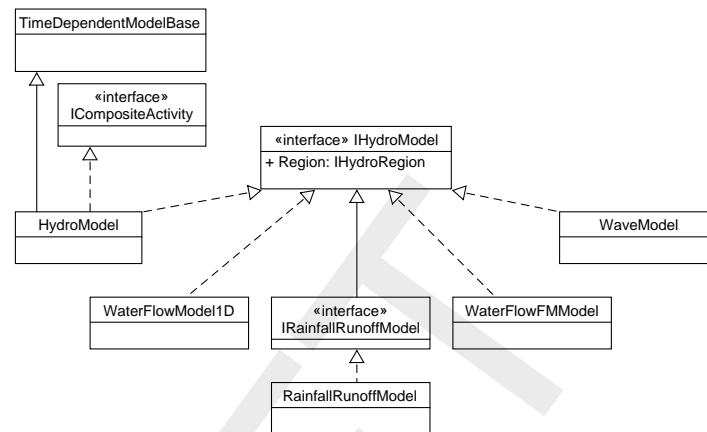 TimeDependentModelBase
«interface»
ICompositeActivity
«interface» IHydroModel
+ Region: IHydroRegion
HydroModel
WaveModel
WaterFlowModel1D
«interface»
IRainfallRunoffModel
WaterFlowFMModel
RainfallRunoffModel